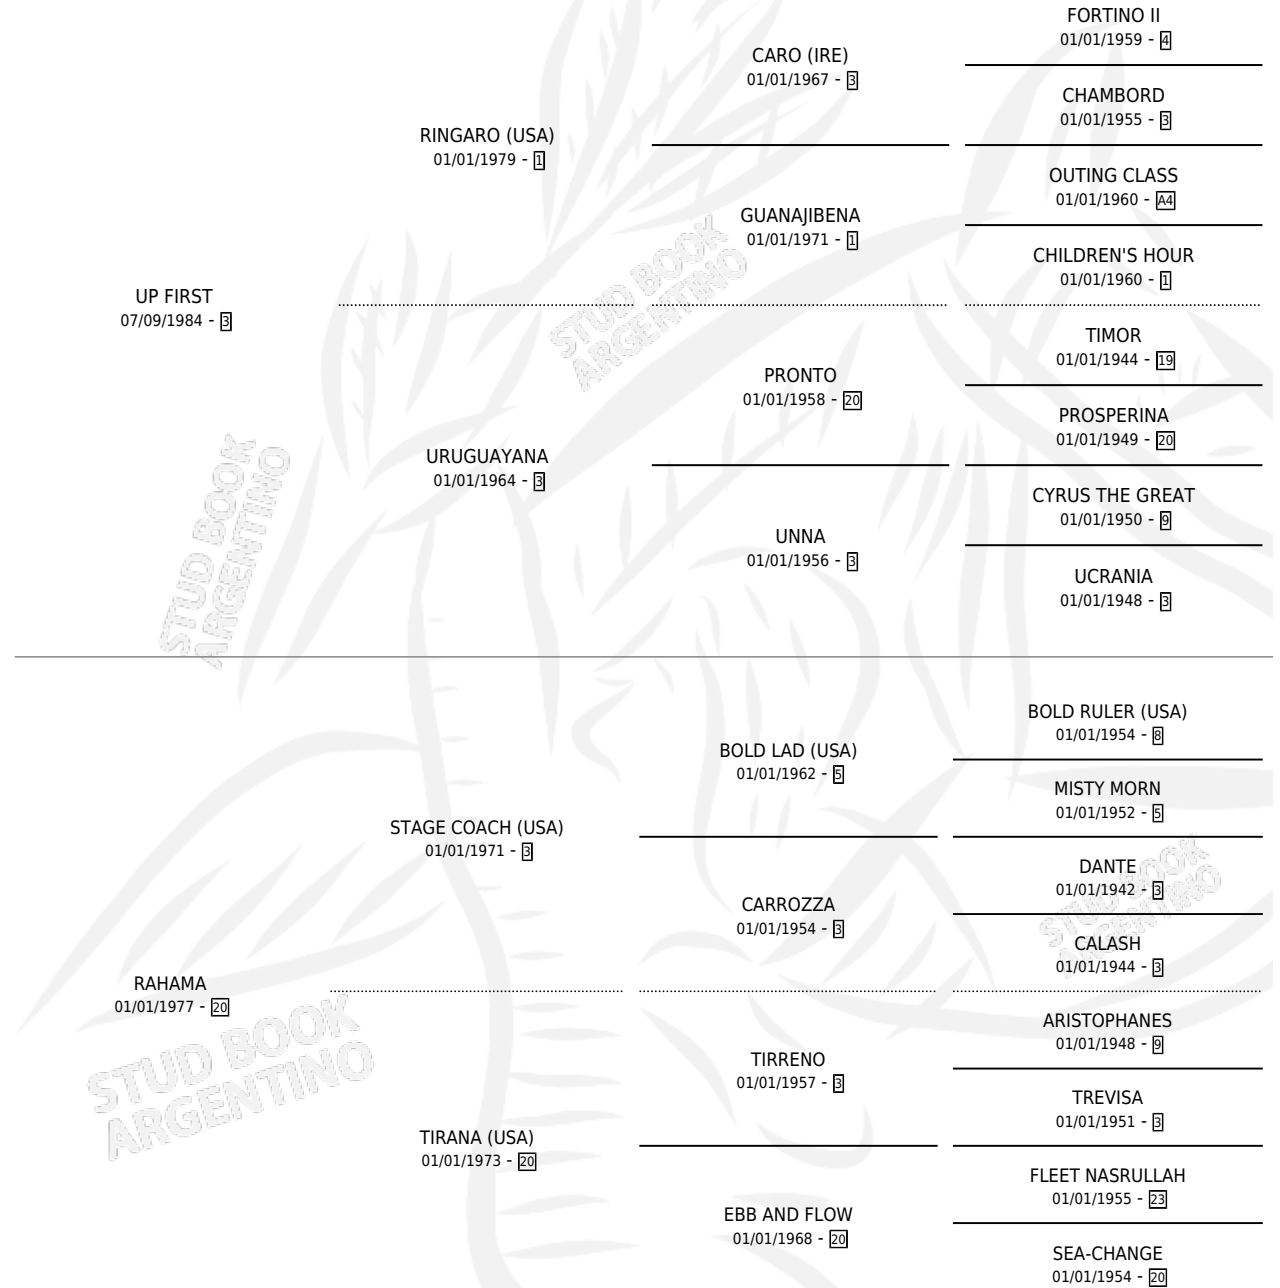 FORTINO II
01/01/1959 - 4
CARO (IRE)
01/01/1967 - 3
CHAMBORD
01/01/1955 - 3
RINGARO (USA)
01/01/1979 - 1
OUTING CLASS
01/01/1960 - A4
GUANAJIBENA
01/01/1971 - 1
CHILDREN'S HOUR
01/01/1960 - 1
UP FIRST
07/09/1984 - 3
STUD BOOK
ARGENTINO
TIMOR
01/01/1944 - 19
PRONTO
01/01/1958 - 20
PROSPERINA
01/01/1949 - 20
URUGUAYANA
01/01/1964 - 3
CYRUS THE GREAT
01/01/1950 - 9
UNNA
01/01/1956 - 3
UCRANIA
01/01/1948 - 3
STUD BOOK
ARGENTINO
BOLD RULER (USA)
01/01/1954 - 8
BOLD LAD (USA)
01/01/1962 - 5
MISTY MORN
01/01/1952 - 5
STAGE COACH (USA)
01/01/1971 - 3
DANTE
01/01/1942 - 3
CARROZZA
01/01/1954 - 3
STUD BOOK
ARGENTINO
CALASH
01/01/1944 - 3
RAHAMA
01/01/1977 - 20
ARISTOPHANES
01/01/1948 - 9
TIRRENO
01/01/1957 - 3
STUD BOOK
ARGENTINO
TREVISA
01/01/1951 - 3
TIRANA (USA)
01/01/1973 - 20
FLEET NASRULLAH
01/01/1955 - 23
EBB AND FLOW
01/01/1968 - 20
SEA-CHANGE
01/01/1954 - 20